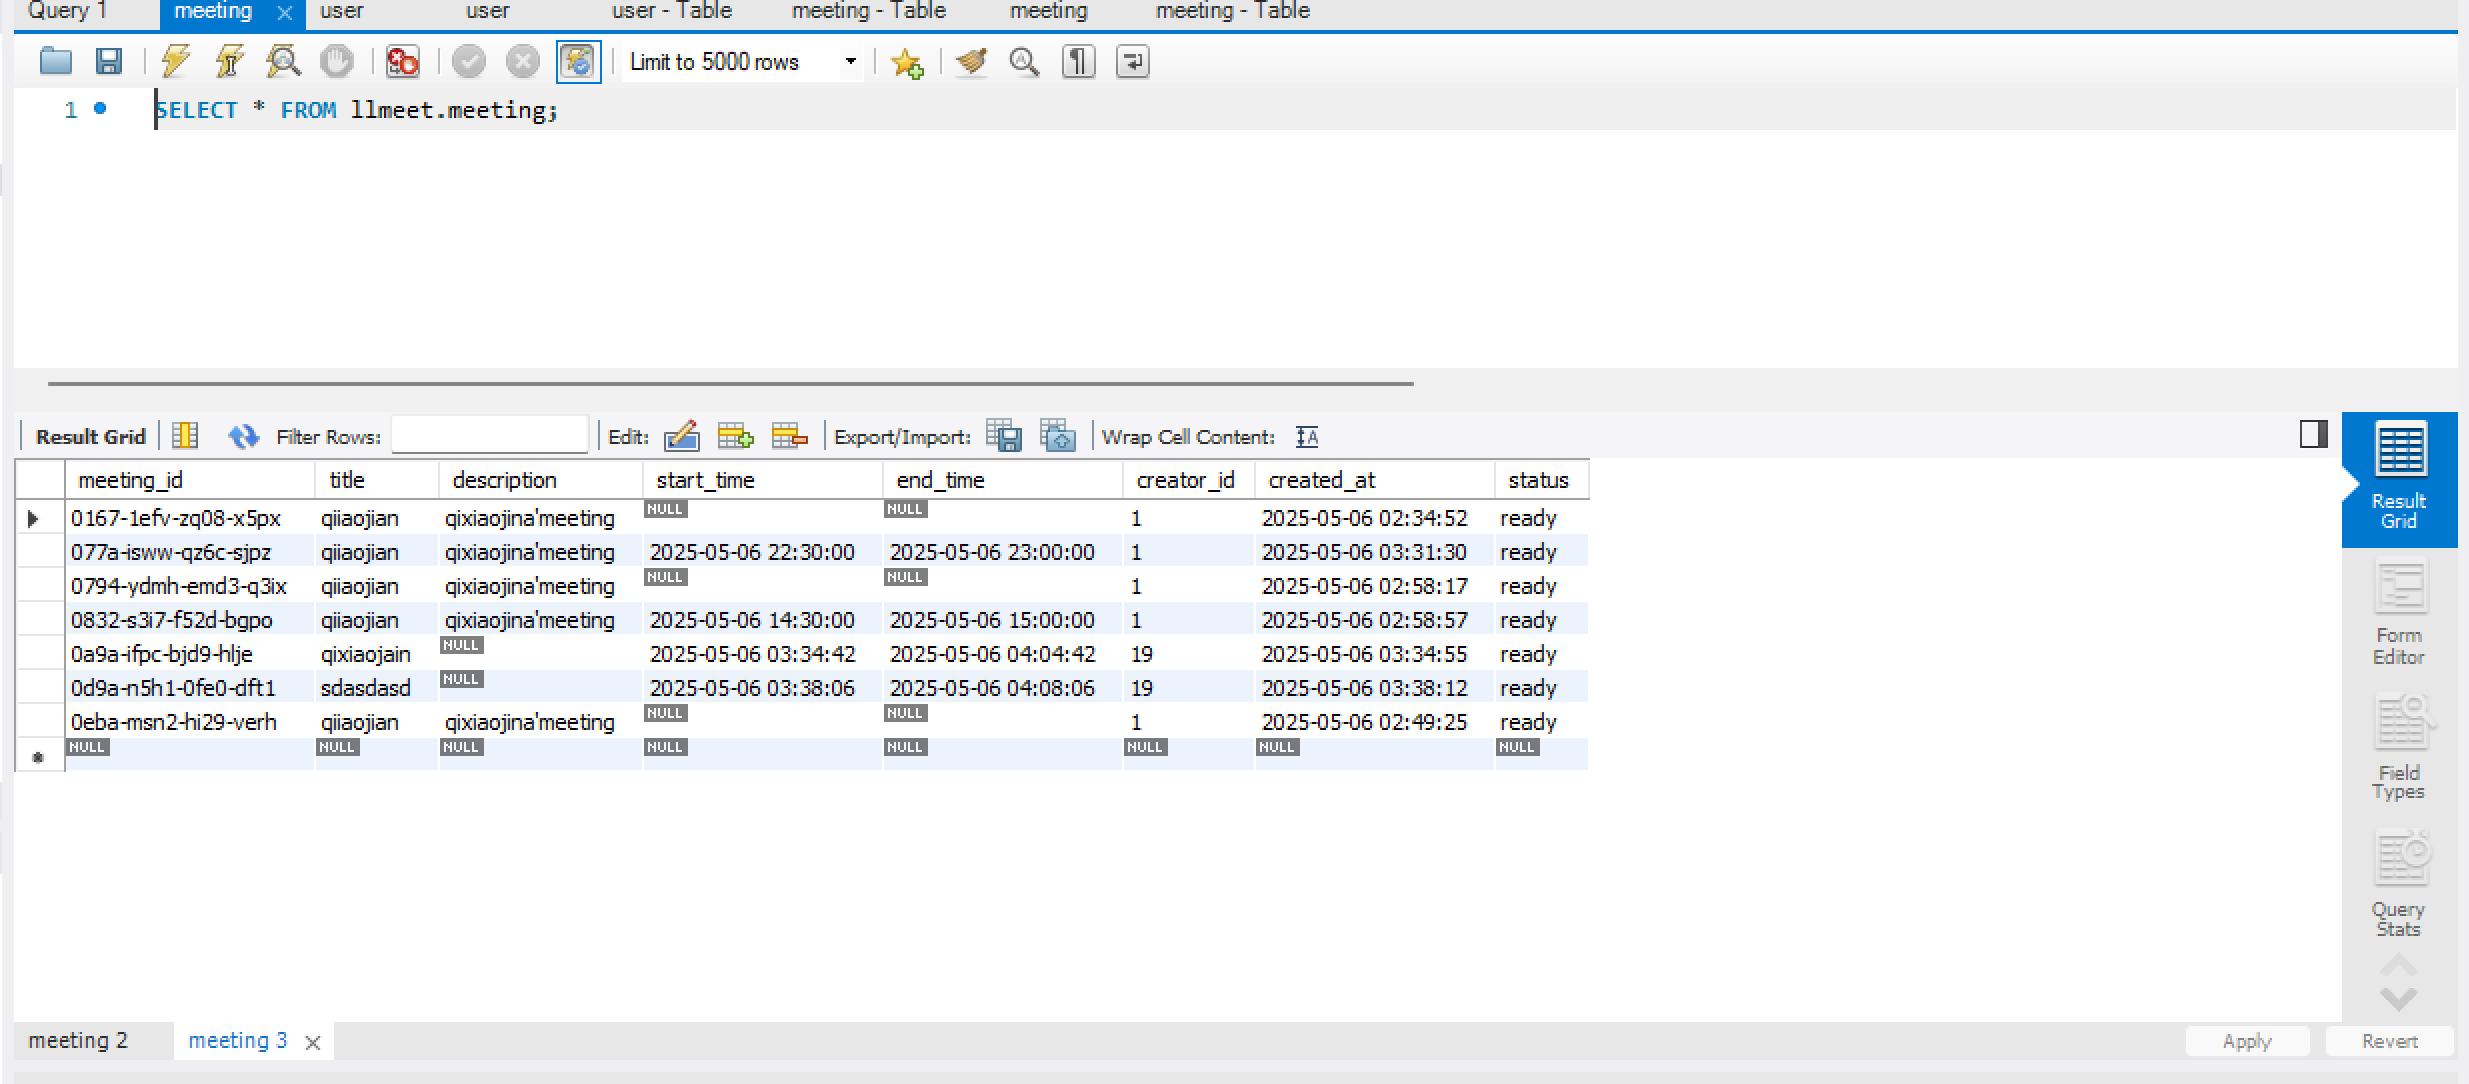 Query 1 meeting user user user - Table meeting - Table meeting meeting - Table
Limit to 5000 rows
1 SELECT * FROM llmeet.meeting;
Result Grid Filter Rows: Edit: Export/Import: Wrap Cell Content:
meeting_id title description start_time end_time creator_id created_at status
0167-1efv-zq08-x5px qiiaojian qixiaojina'meeting NULL NULL 1 2025-05-06 02:34:52 ready
077a-isww-qz6c-sjpz qiiaojian qixiaojina'meeting 2025-05-06 22:30:00 2025-05-06 23:00:00 1 2025-05-06 03:31:30 ready
0794-ydmh-emd3-q3ix qiiaojian qixiaojina'meeting NULL NULL 1 2025-05-06 02:58:17 ready
0832-s3i7-f52d-bgpo qiiaojian qixiaojina'meeting 2025-05-06 14:30:00 2025-05-06 15:00:00 1 2025-05-06 02:58:57 ready
0a9a-ifpc-bjd9-hlje qixiaojain NULL 2025-05-06 03:34:42 2025-05-06 04:04:42 19 2025-05-06 03:34:55 ready
0d9a-n5h1-0fe0-dft1 sdasdasd NULL 2025-05-06 03:38:06 2025-05-06 04:08:06 19 2025-05-06 03:38:12 ready
0eba-msn2-hi29-verh qiiaojian qixiaojina'meeting NULL NULL 1 2025-05-06 02:49:25 ready
NULL NULL NULL NULL NULL NULL NULL NULL
Result
Grid
Form
Editor
Field
Types
Query
Stats
meeting 2 meeting 3 Apply Revert